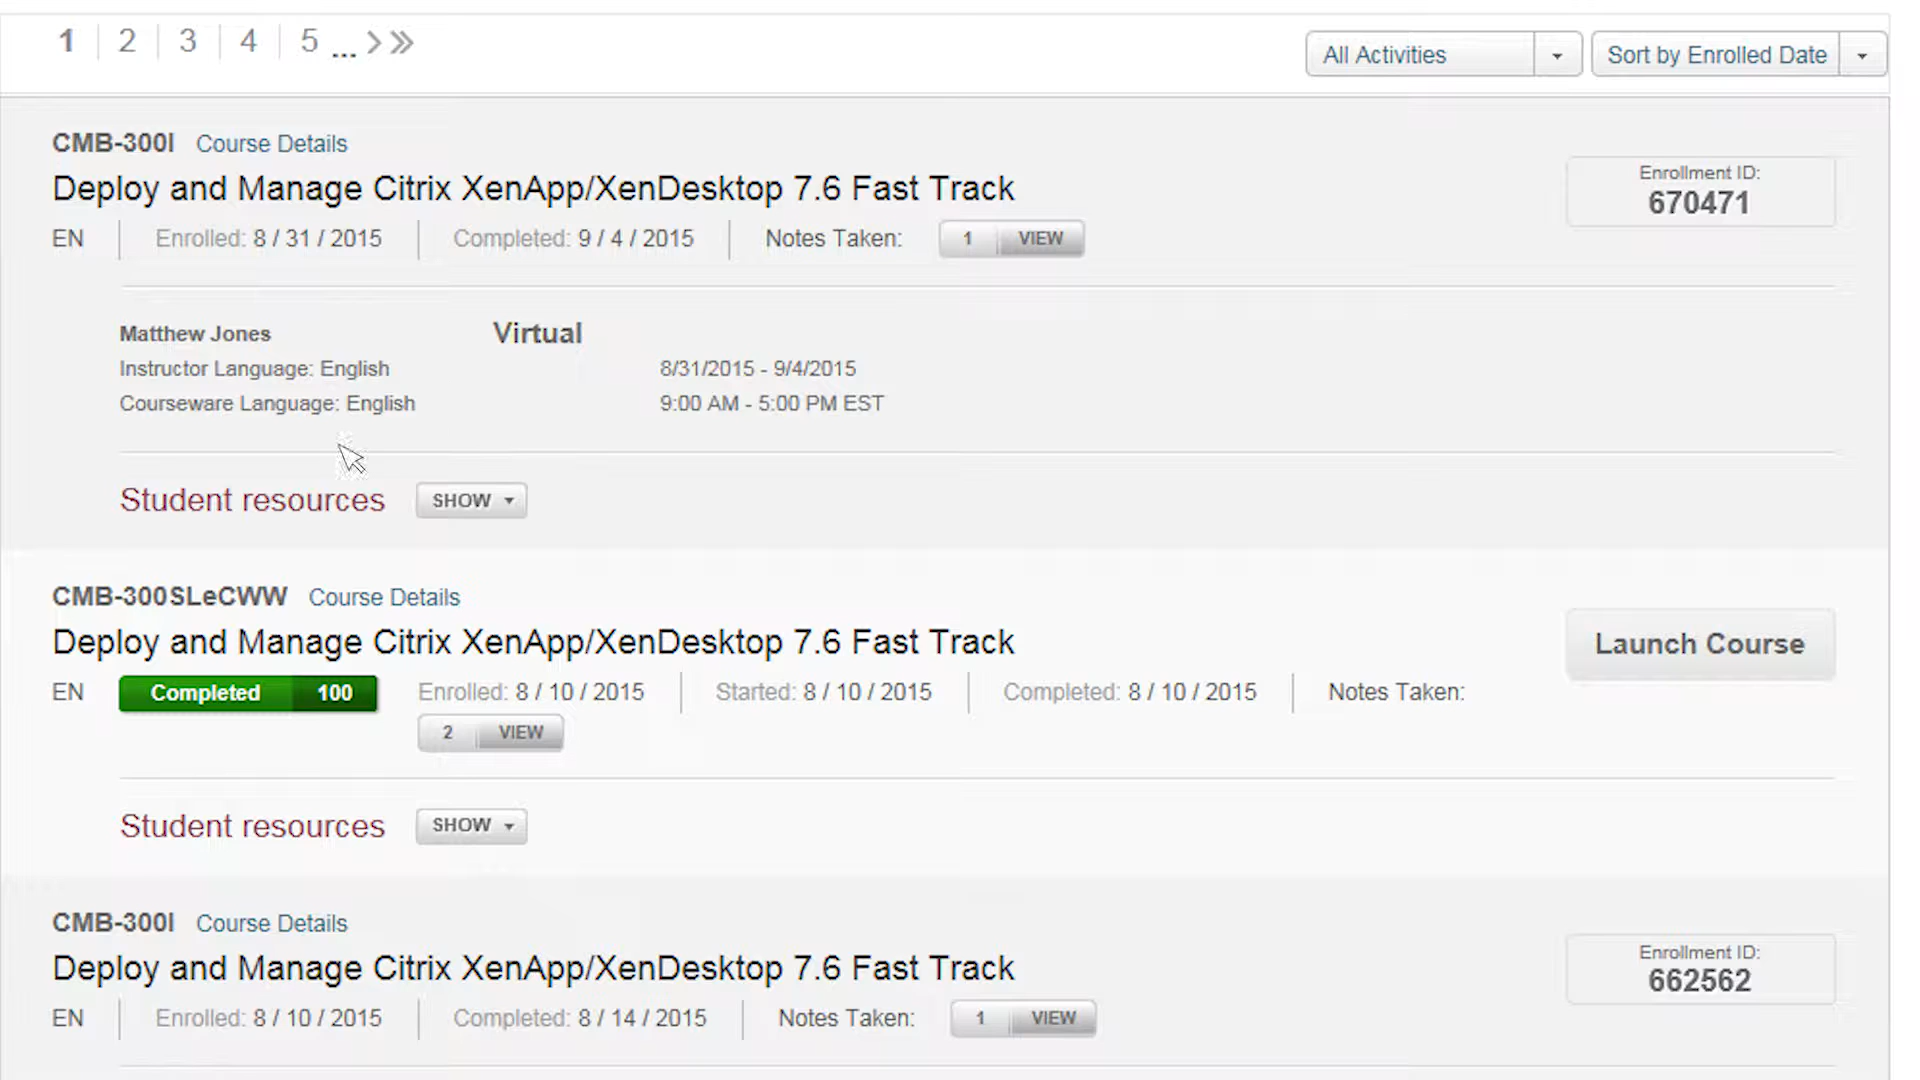 1 2 3 4 5 ...
All Activities
Sort by Enrolled Date
CMB-300I Course Details
Deploy and Manage Citrix XenApp/XenDesktop 7.6 Fast Track
Enrollment ID:
670471
EN Enrolled: 8 / 31 / 2015 Completed: 9 / 4 / 2015 Notes Taken: 1 VIEW
Matthew Jones Virtual
Instructor Language: English 8/31/2015 - 9/4/2015
Courseware Language: English 9:00 AM - 5:00 PM EST
Student resources SHOW
CMB-300SLeCWW Course Details
Deploy and Manage Citrix XenApp/XenDesktop 7.6 Fast Track
Launch Course
EN Completed 100 Enrolled: 8 / 10 / 2015 Started: 8 / 10 / 2015 Completed: 8 / 10 / 2015 Notes Taken:
2 VIEW
Student resources SHOW
CMB-300I Course Details
Deploy and Manage Citrix XenApp/XenDesktop 7.6 Fast Track
Enrollment ID:
662562
EN Enrolled: 8 / 10 / 2015 Completed: 8 / 14 / 2015 Notes Taken: 1 VIEW